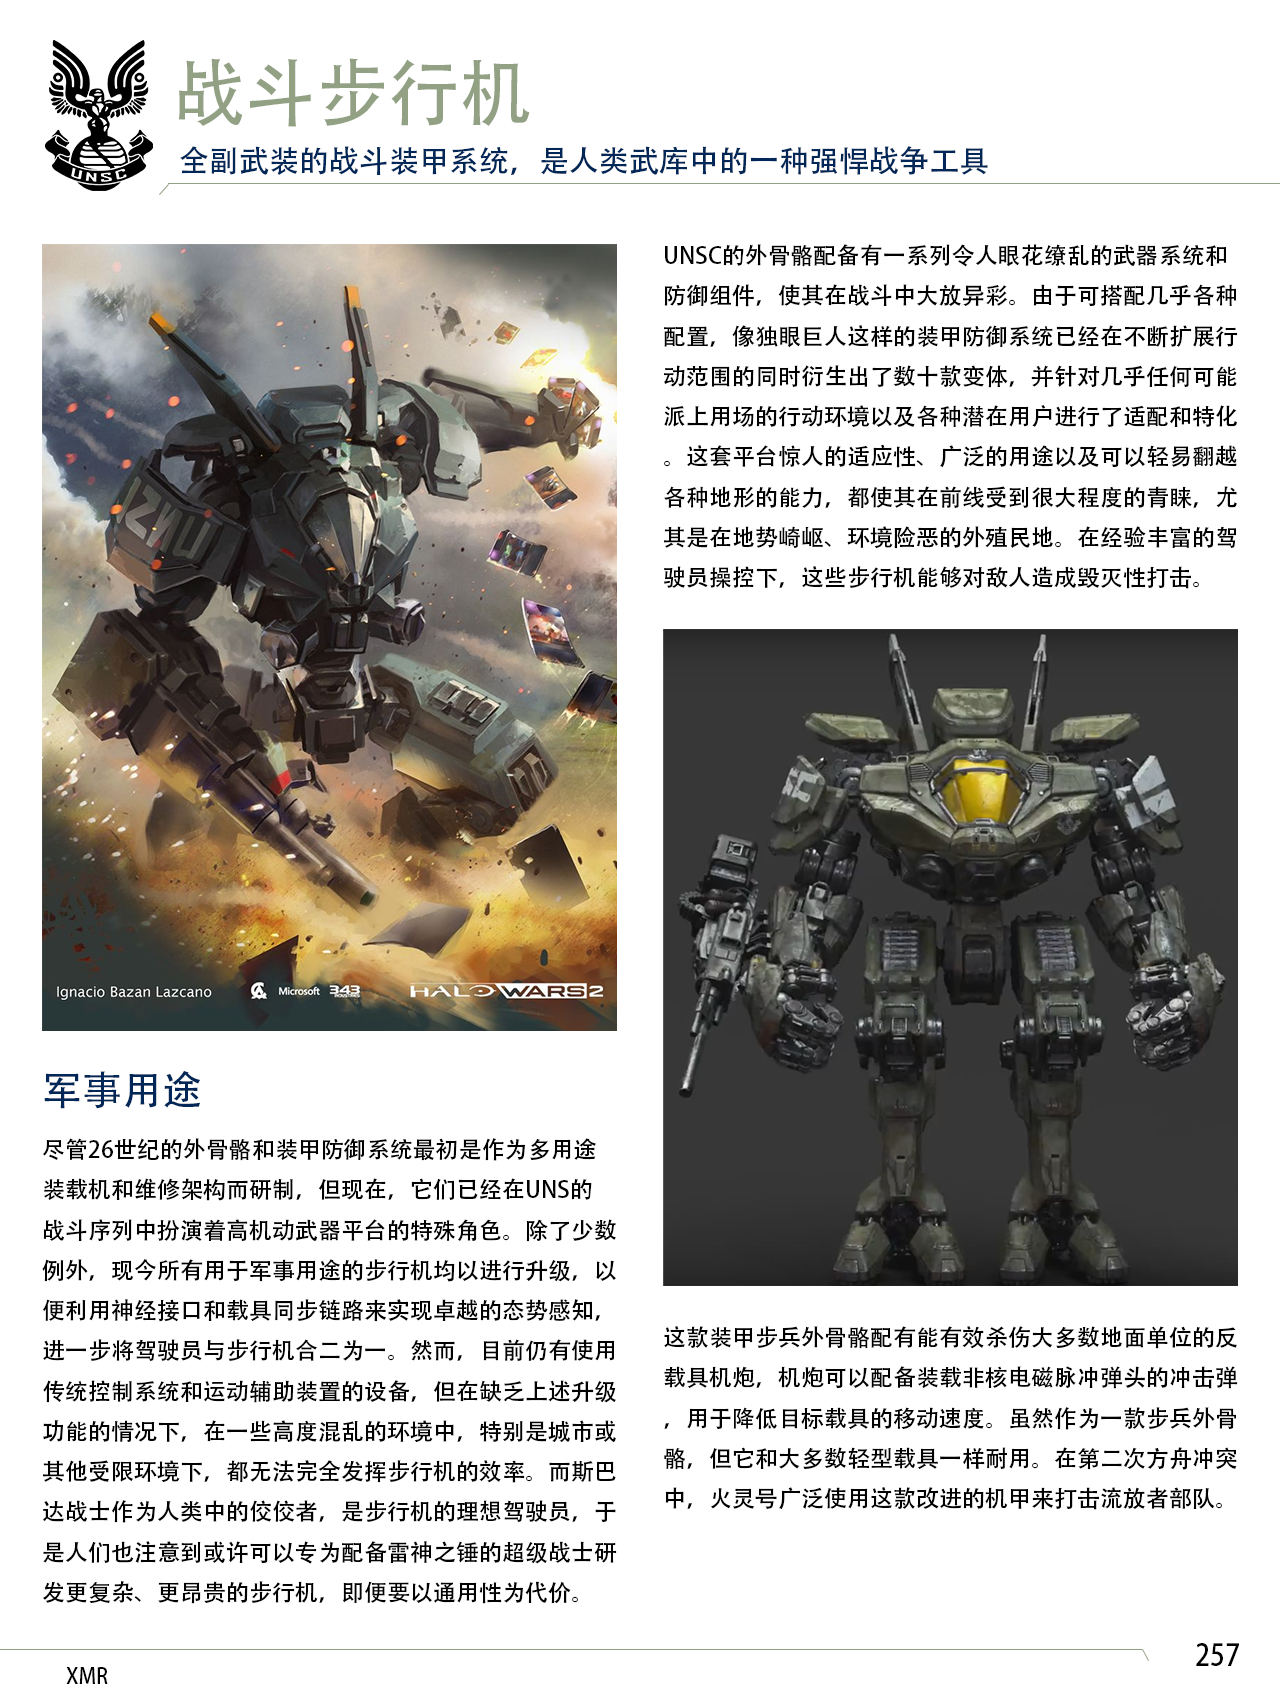 UNSC
战斗步行机
全副武装的战斗装甲系统，是人类武库中的一种强悍战争工具
UNSC
Ignacio Bazan Lazcano
Microsoft
343
INDUSTRIES
HALO WARS 2
军事用途
尽管26世纪的外骨骼和装甲防御系统最初是作为多用途
装载机和维修架构而研制，但现在，它们已经在UNS的
战斗序列中扮演着高机动武器平台的特殊角色。除了少数
例外，现今所有用于军事用途的步行机均以进行升级，以
便利用神经接口和载具同步链路来实现卓越的态势感知，
进一步将驾驶员与步行机合二为一。然而，目前仍有使用
传统控制系统和运动辅助装置的设备，但在缺乏上述升级
功能的情况下，在一些高度混乱的环境中，特别是城市或
其他受限环境下，都无法完全发挥步行机的效率。而斯巴
达战士作为人类中的佼佼者，是步行机的理想驾驶员，于
是人们也注意到或许可以专为配备雷神之锤的超级战士研
发更复杂、更昂贵的步行机，即便要以通用性为代价。
UNSC的外骨骼配备有一系列令人眼花缭乱的武器系统和
防御组件，使其在战斗中大放异彩。由于可搭配几乎各种
配置，像独眼巨人这样的装甲防御系统已经在不断扩展行
动范围的同时衍生出了数十款变体，并针对几乎任何可能
派上用场的行动环境以及各种潜在用户进行了适配和特化
。这套平台惊人的适应性、广泛的用途以及可以轻易翻越
各种地形的能力，都使其在前线受到很大程度的青睐，尤
其是在地势崎岖、环境险恶的外殖民地。在经验丰富的驾
驶员操控下，这些步行机能够对敌人造成毁灭性打击。
这款装甲步兵外骨骼配有能有效杀伤大多数地面单位的反
载具机炮，机炮可以配备装载非核电磁脉冲弹头的冲击弹
，用于降低目标载具的移动速度。虽然作为一款步兵外骨
骼，但它和大多数轻型载具一样耐用。在第二次方舟冲突
中，火灵号广泛使用这款改进的机甲来打击流放者部队。
257
XMR